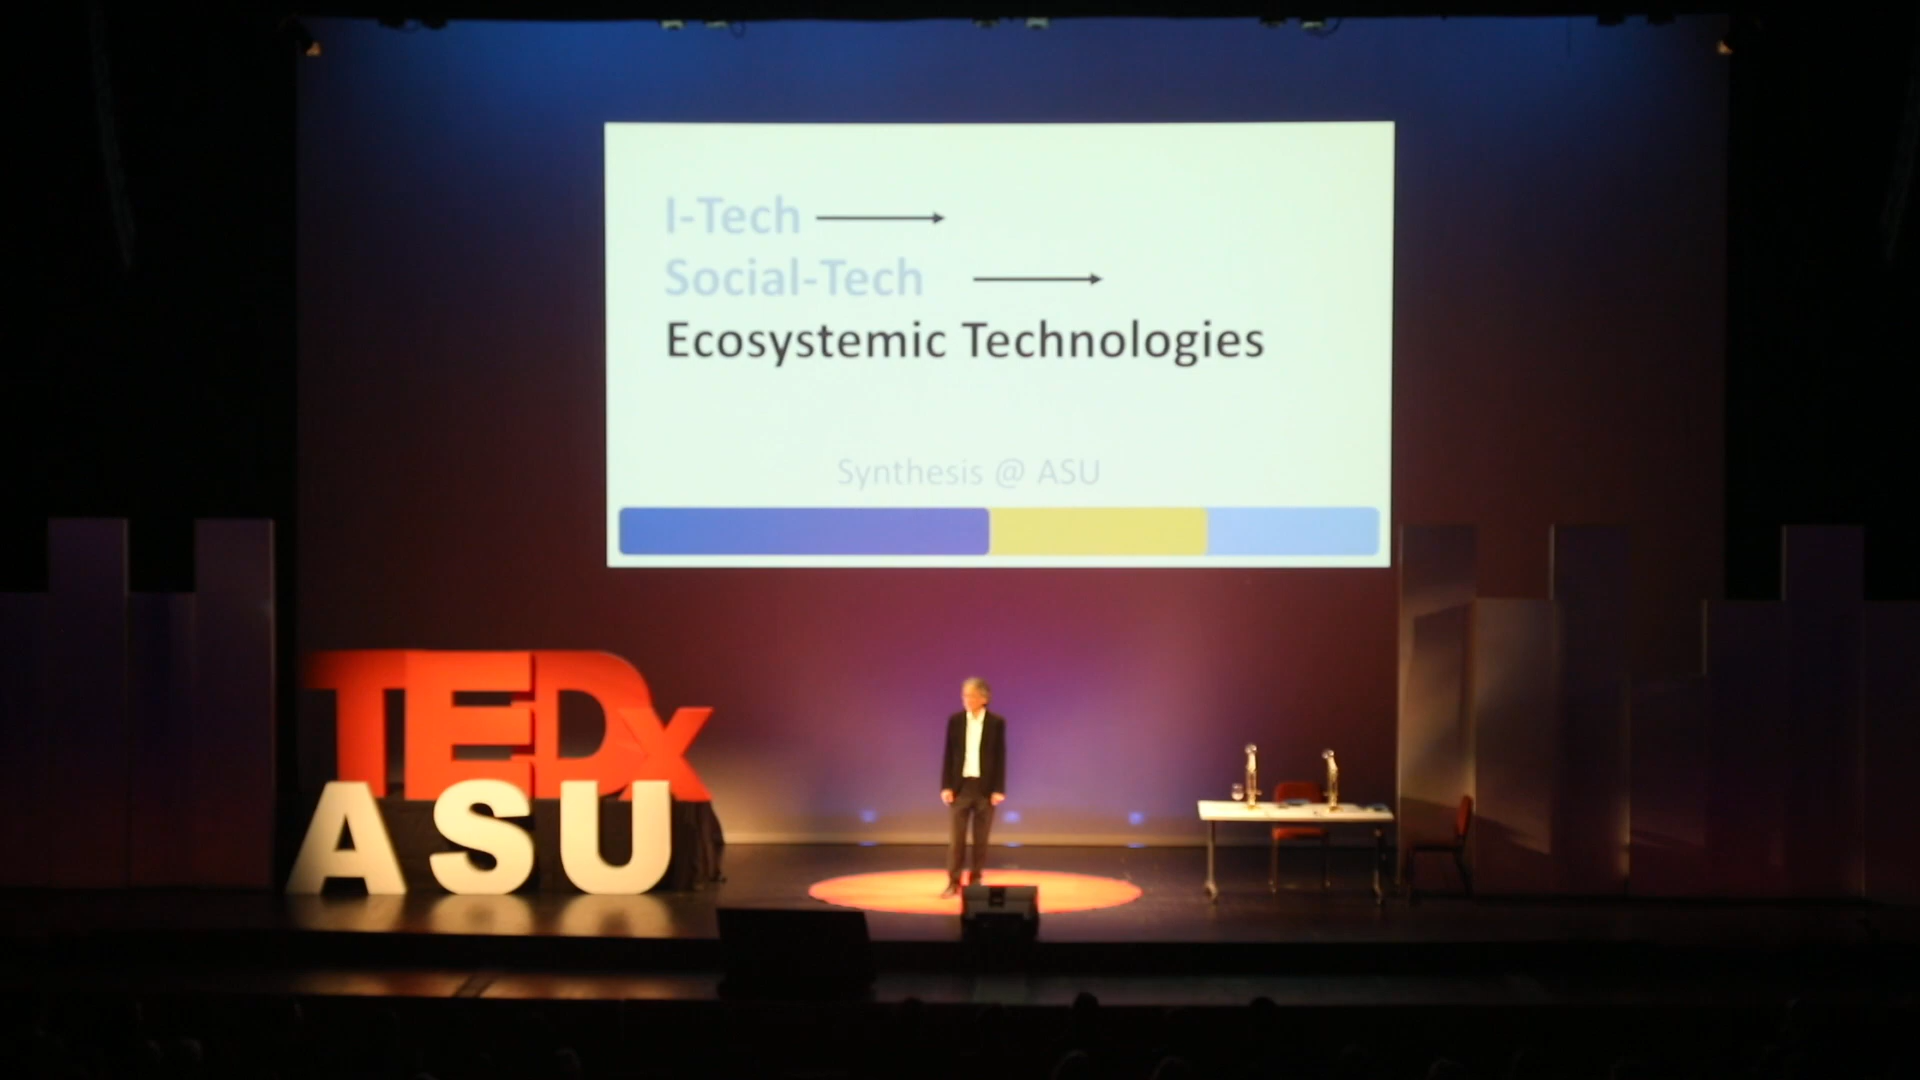 I-Tech
Social-Tech
Ecosystemic Technologies
Synthesis @ ASU
TEDx
ASU